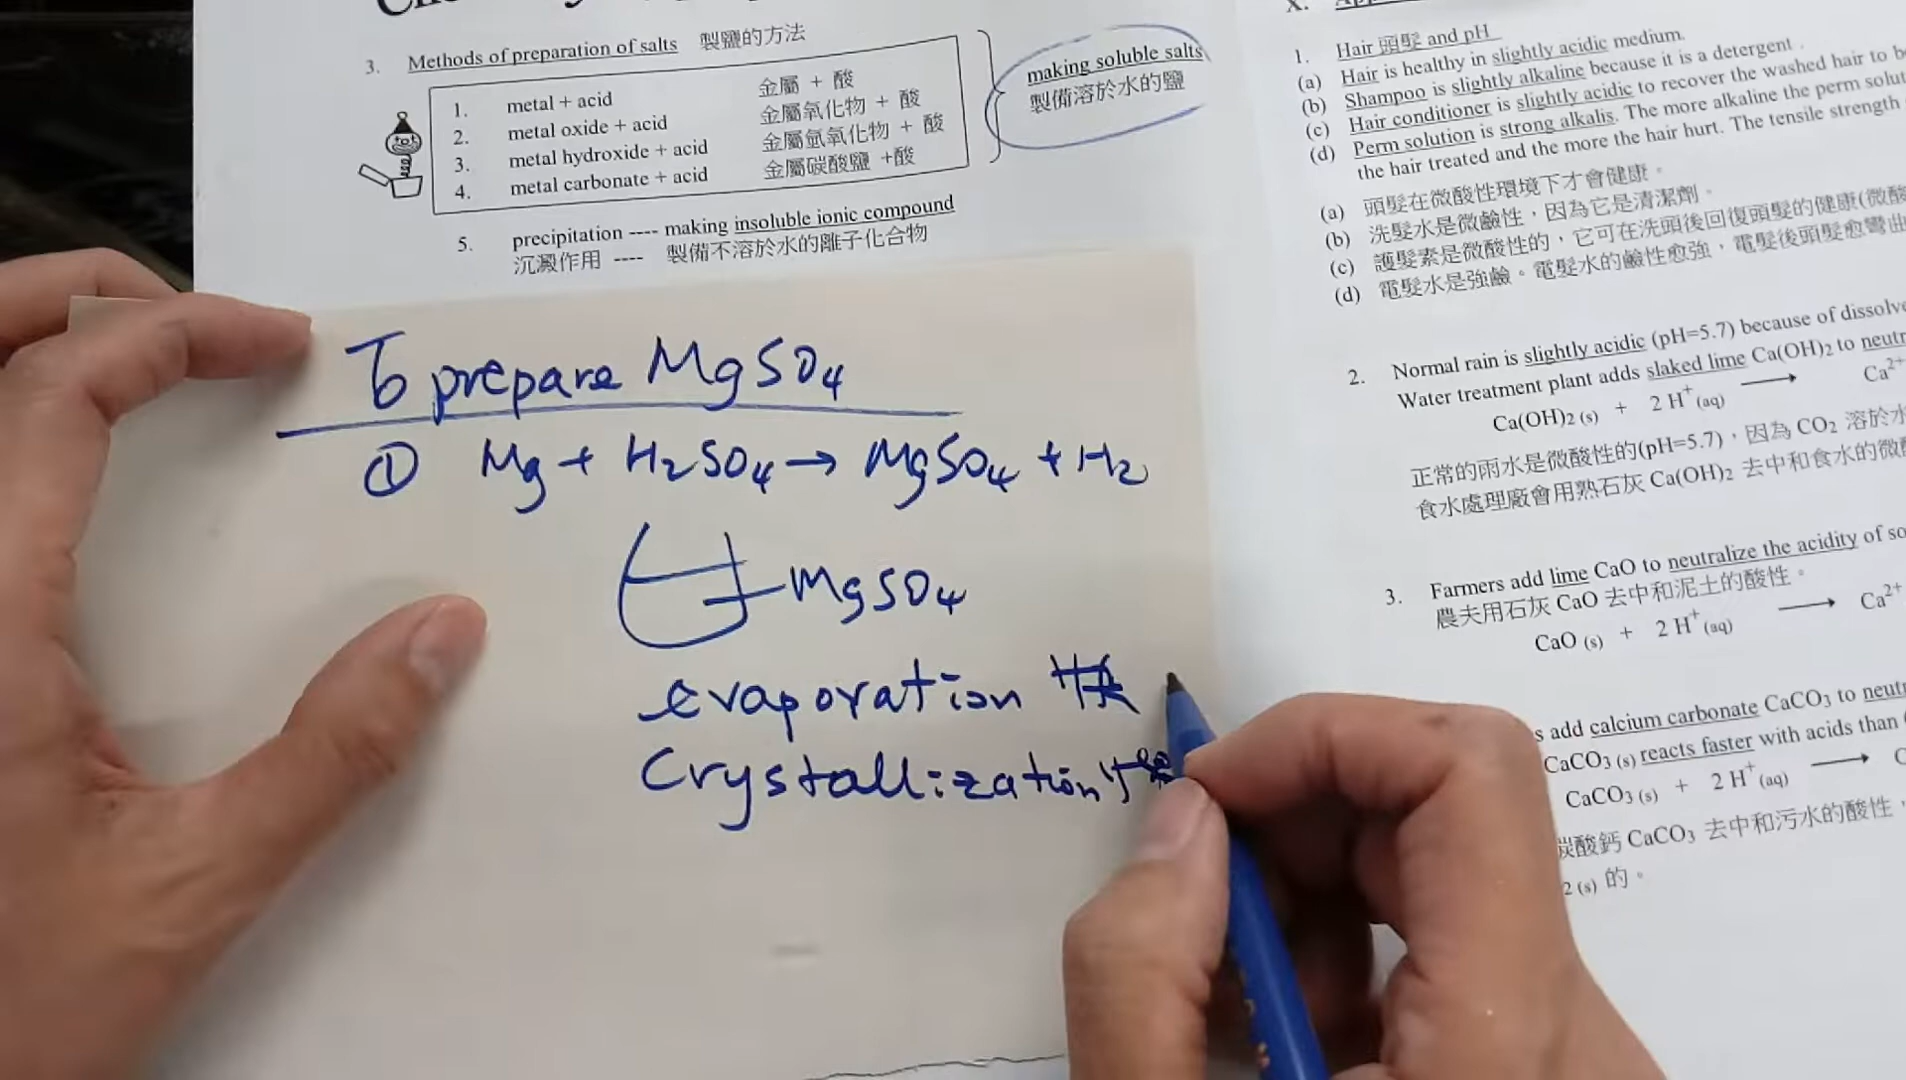 3. Methods of preparation of salts 製鹽的方法
1. metal + acid 金屬 + 酸
2. metal oxide + acid 金屬氧化物 + 酸
3. metal hydroxide + acid 金屬氫氧化物 + 酸
4. metal carbonate + acid 金屬碳酸鹽 +酸
making soluble salts
製備溶於水的鹽
5. precipitation ---- making insoluble ionic compound
沉澱作用 ---- 製備不溶於水的離子化合物
To prepare MgSO4
① Mg + H2SO4 → MgSO4 + H2
MgSO4
evaporation
Crystallization
X.
1. Hair 頭髮 and pH
(a) Hair is healthy in slightly acidic medium.
(b) Shampoo is slightly alkaline because it is a detergent.
(c) Hair conditioner is slightly acidic to recover the washed hair to
(d) Perm solution is strong alkalis. The more alkaline the perm
the hair treated and the more the hair hurt. The tensile strength
(a) 頭髮在微酸性環境下才會健康。
(b) 洗髮水是微鹼性，因為它是清潔劑。
(c) 護髮素是微酸性的，它可在洗頭後回復頭髮的健康(微酸
(d) 電髮水是強鹼。電髮水的鹼性愈強，電髮後頭髮愈彎曲
2. Normal rain is slightly acidic (pH=5.7) because of
Water treatment plant adds slaked lime Ca(OH)2 to
Ca(OH)2 (s) + 2 H+ (aq) → Ca2+
正常的雨水是微酸性的(pH=5.7)，因為 CO2 溶於水
食水處理廠會用熟石灰 Ca(OH)2 去中和食水的微酸
3. Farmers add lime CaO to neutralize the acidity of
農夫用石灰 CaO 去中和泥土的酸性。
CaO (s) + 2 H+ (aq) → Ca2+
add calcium carbonate CaCO3 to
CaCO3 (s) reacts faster with acids than
CaCO3 (s) + 2 H+ (aq) →
碳酸鈣 CaCO3 去中和污水的酸性，
2 (s) 的。